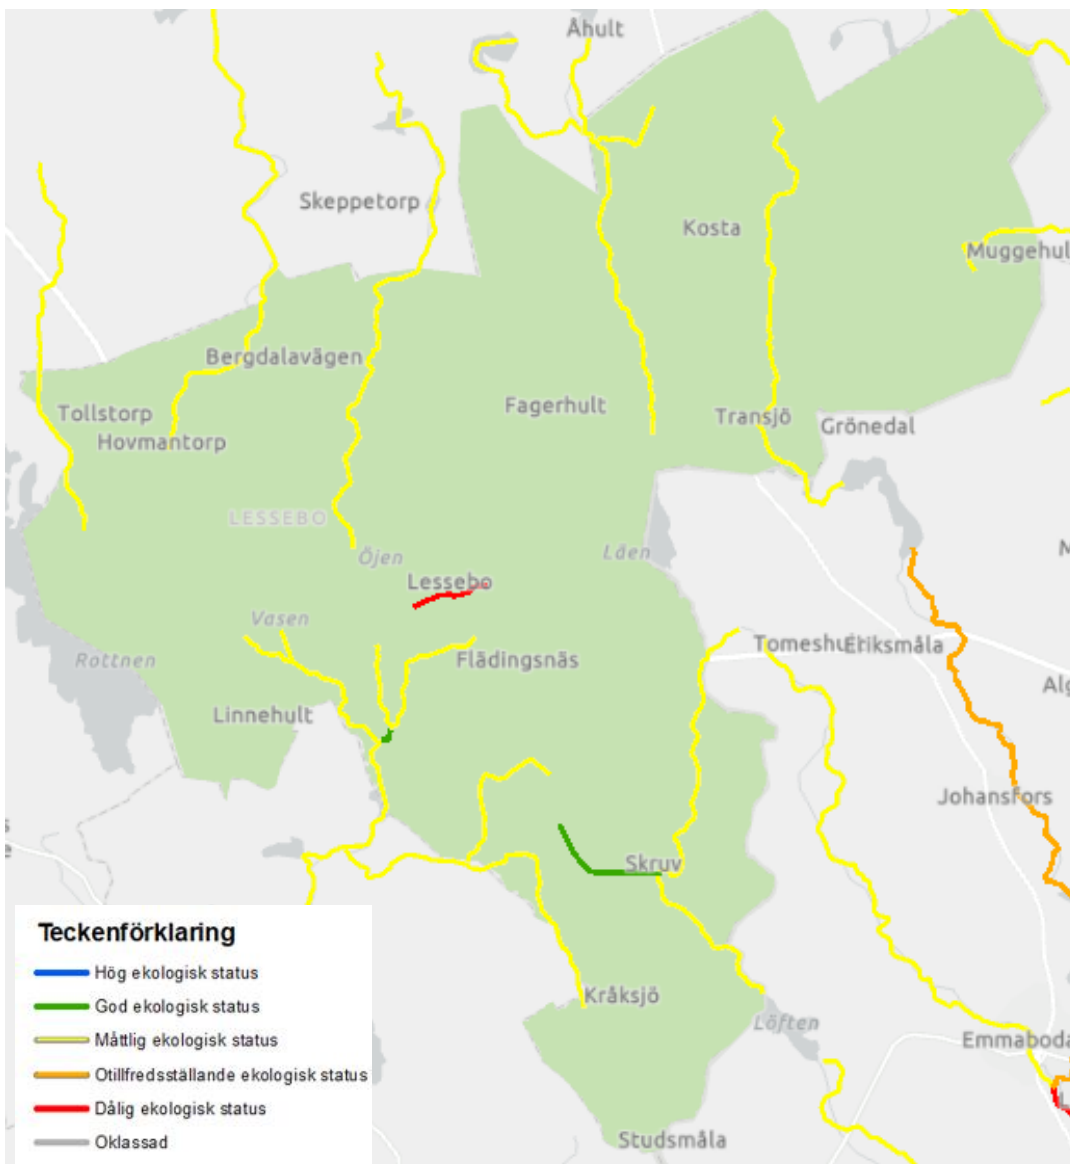 Åhult
Skeppetorp
Kosta
Muggehul
Bergdalavägen
Fagerhult
Tollstorp
Transjö
Grönedal
Hovmantorp
LESSEBO
Öjen
Läen
M
Lessebo
Vasen
Rottnen
Flädingsnäs
Tomeshu
Eriksmåla
Alg
Linnehult
Johansfors
s
e
Skruv
Teckenförklaring
Hög ekologisk status
God ekologisk status
Måttlig ekologisk status
Otillfredsställande ekologisk status
Dålig ekologisk status
Oklassad
Kråksjö
Löften
Emmaboda
L
Studsmåla